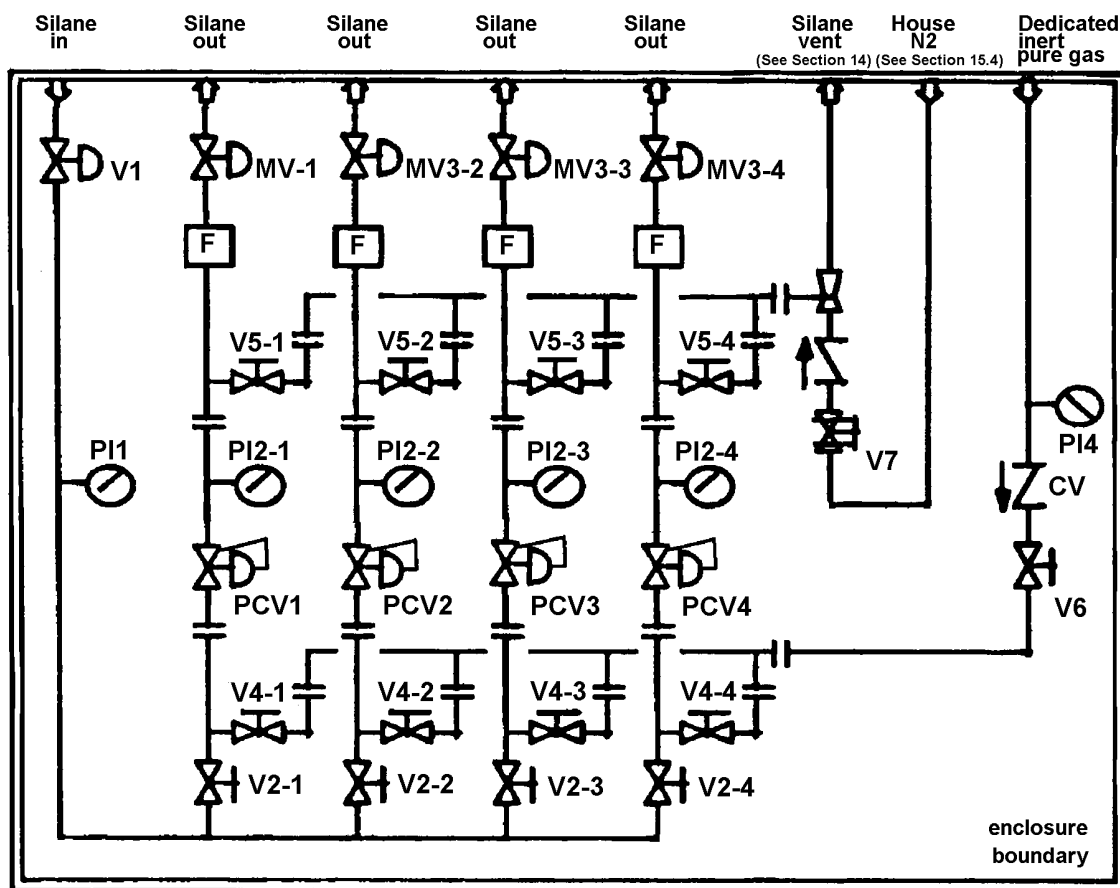 Silane
in
Silane
out
Silane
out
Silane
out
Silane
out
Silane
vent
(See Section 14)
House
N2
(See Section 15.4)
Dedicated
inert
pure gas
V1
MV-1
MV3-2
MV3-3
MV3-4
F
F
F
F
V5-1
V5-2
V5-3
V5-4
PI1
PI2-1
PI2-2
PI2-3
PI2-4
V7
PI4
CV
PCV1
PCV2
PCV3
PCV4
V6
V4-1
V4-2
V4-3
V4-4
V2-1
V2-2
V2-3
V2-4
enclosure
boundary